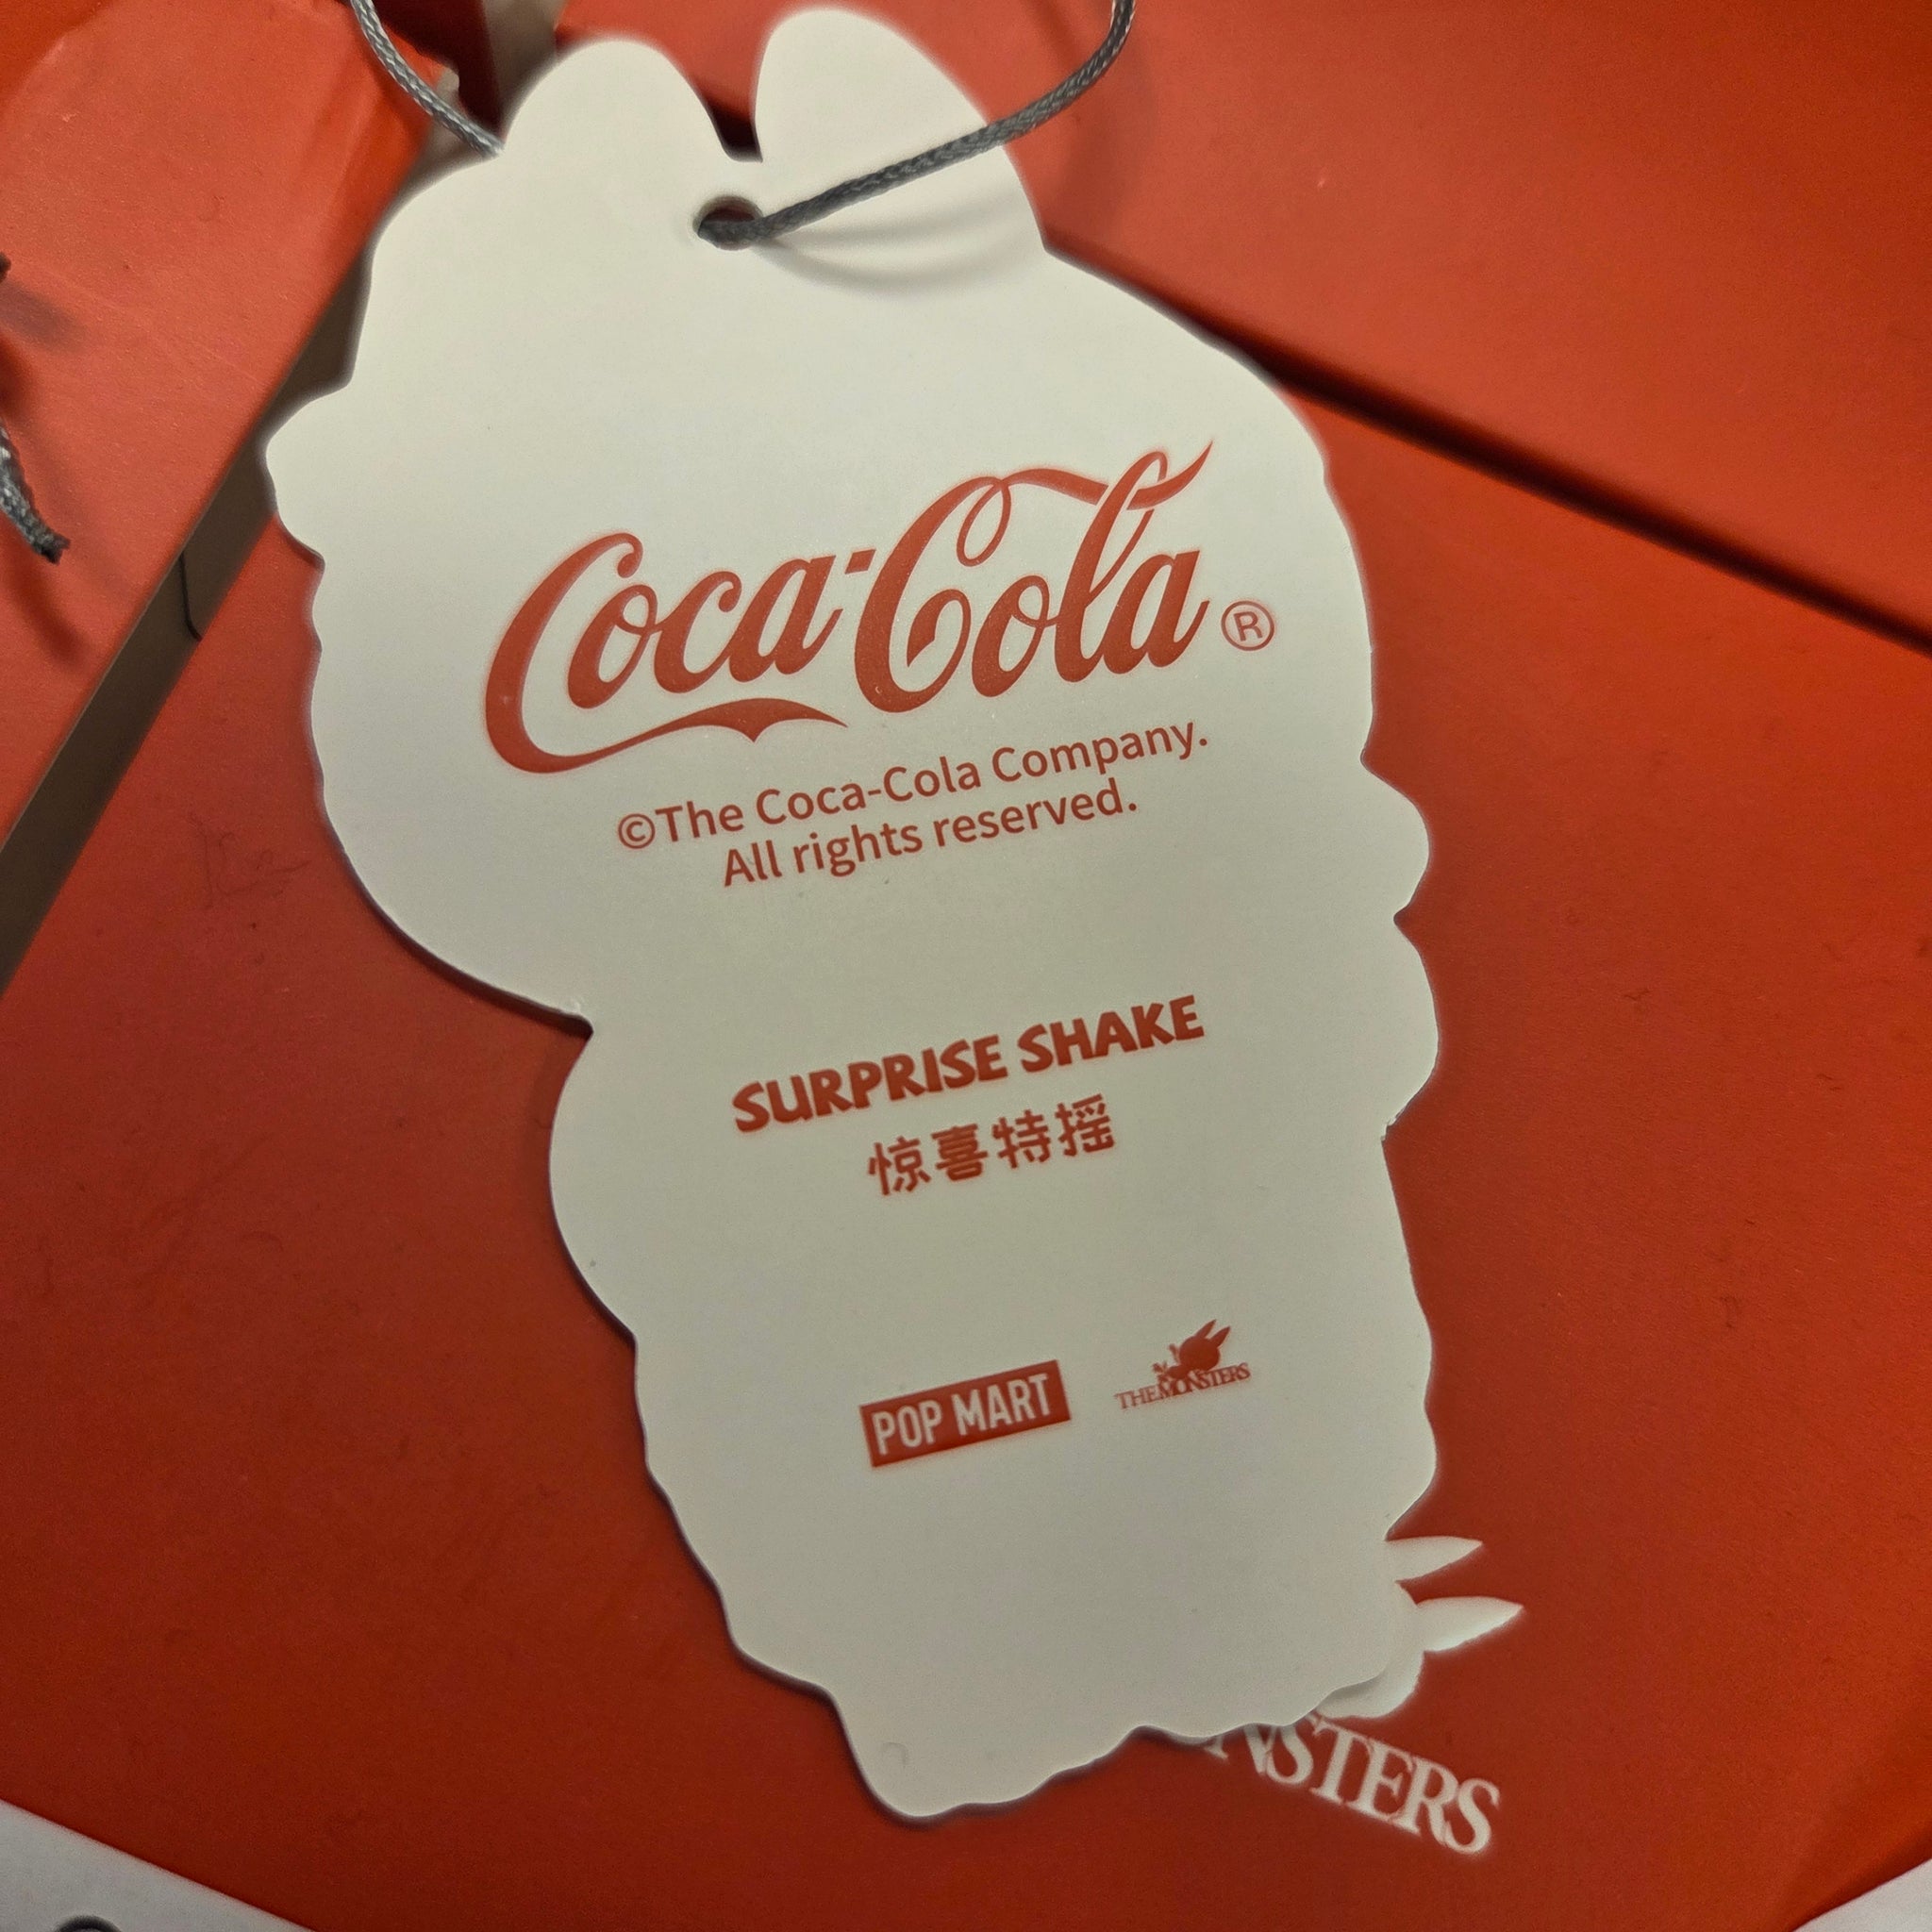 Coca-Cola®
©The Coca-Cola Company.
All rights reserved.
SURPRISE SHAKE
惊喜特摇
POP MART
THE MONSTERS
NSTERS